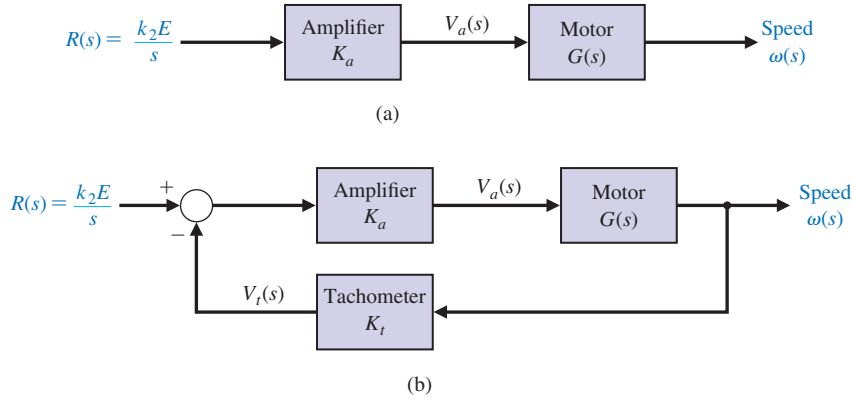 R(s) = k₂E / s
Amplifier
Kₐ
Vₐ(s)
Motor
G(s)
Speed
ω(s)
(a)
R(s) = k₂E / s
+
−
Amplifier
Kₐ
Vₐ(s)
Motor
G(s)
Speed
ω(s)
Vₜ(s)
Tachometer
Kₜ
(b)